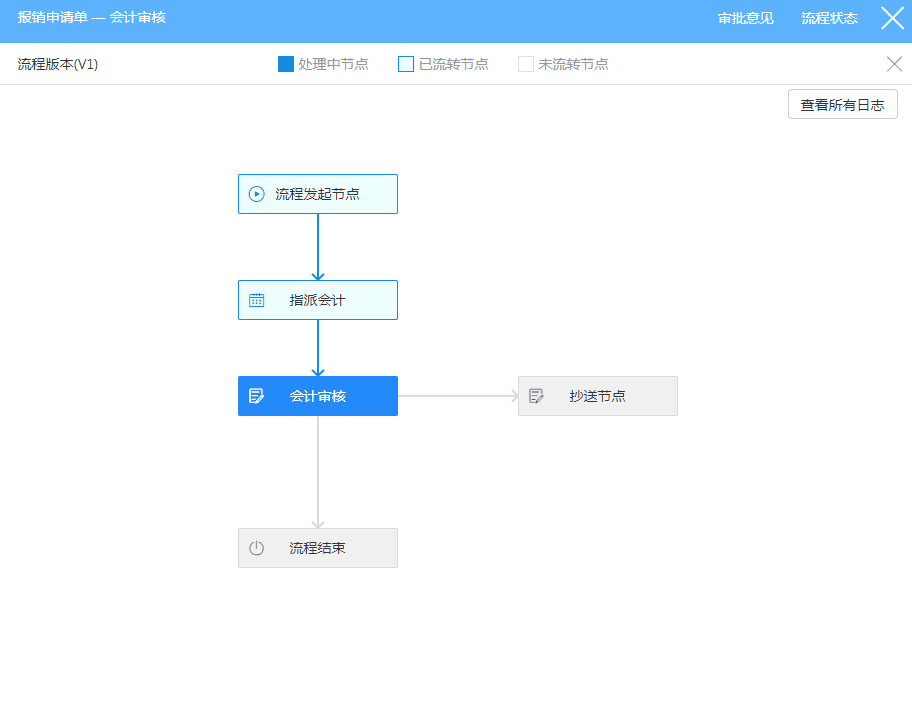 报销申请单 — 会计审核
审批意见
流程状态
流程版本(V1)
处理中节点
已流转节点
未流转节点
查看所有日志
流程发起节点
指派会计
会计审核
抄送节点
流程结束